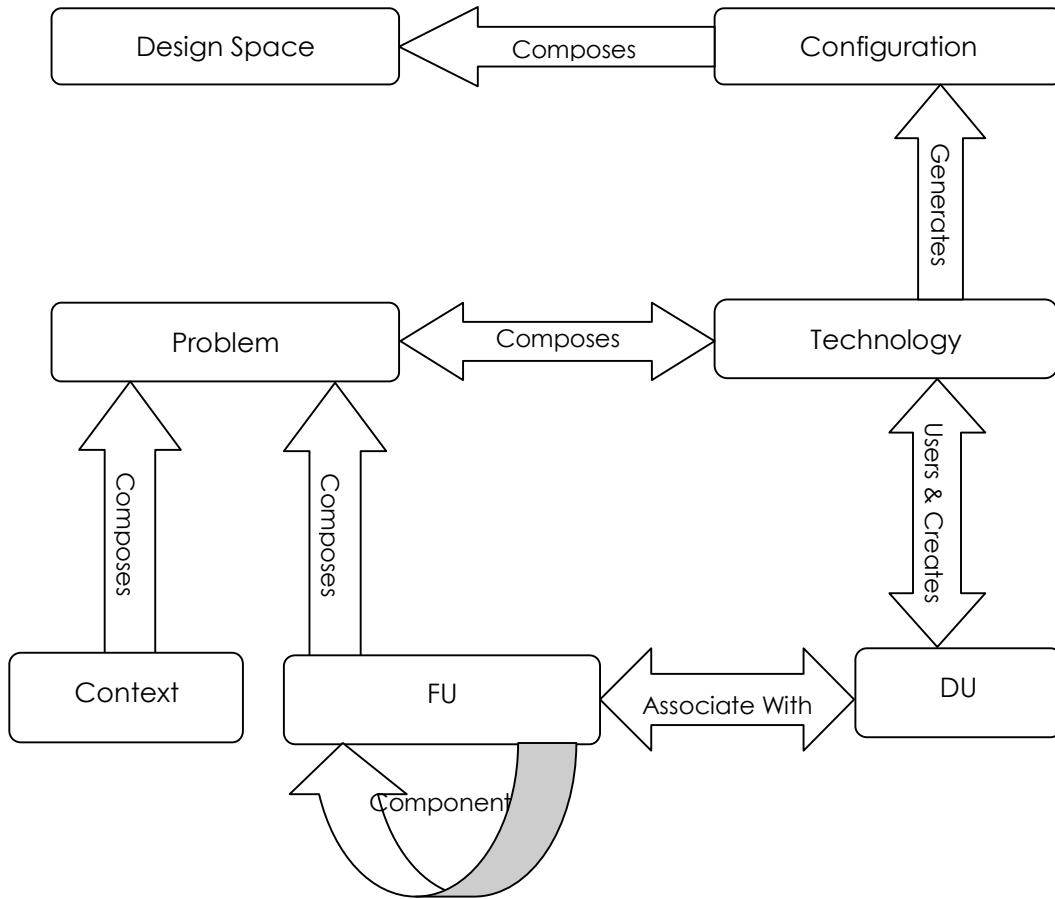 Design Space
Composes
Configuration
Generates
Problem
Composes
Technology
Composes
Composes
Users & Creates
Context
FU
Associate With
DU
Component